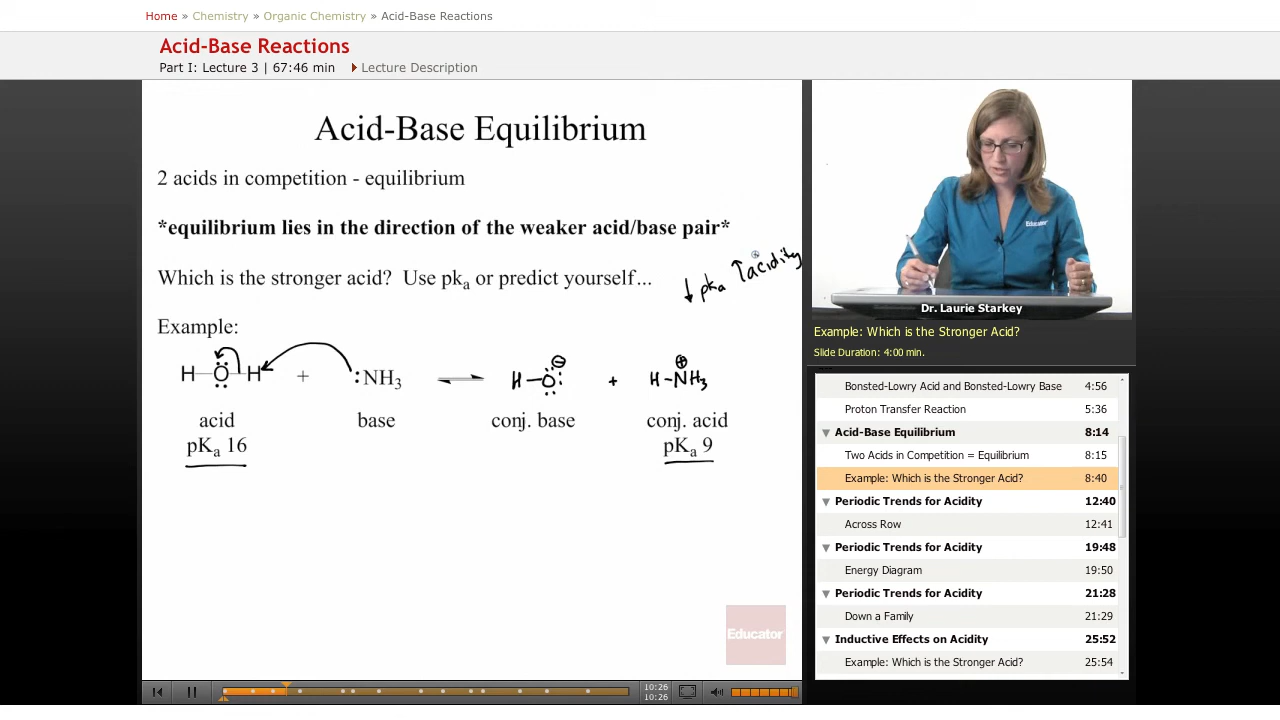 Home » Chemistry » Organic Chemistry » Acid-Base Reactions
Acid-Base Reactions
Part I: Lecture 3 | 67:46 min
Lecture Description
Acid-Base Equilibrium
2 acids in competition - equilibrium
*equilibrium lies in the direction of the weaker acid/base pair*
Which is the stronger acid? Use pkₐ or predict yourself...
↓ pkₐ ↑ acidity
Example:
H–O–H + :NH₃ ⇌ H–O:⊖ + H–NH₃⊕
acid base conj. base conj. acid
pKₐ 16 pKₐ 9
Educator
Educator
Dr. Laurie Starkey
Example: Which is the Stronger Acid?
Slide Duration: 4:00 min.
Bonsted-Lowry Acid and Bonsted-Lowry Base 4:56
Proton Transfer Reaction 5:36
Acid-Base Equilibrium 8:14
Two Acids in Competition = Equilibrium 8:15
Example: Which is the Stronger Acid? 8:40
Periodic Trends for Acidity 12:40
Across Row 12:41
Periodic Trends for Acidity 19:48
Energy Diagram 19:50
Periodic Trends for Acidity 21:28
Down a Family 21:29
Inductive Effects on Acidity 25:52
Example: Which is the Stronger Acid? 25:54
10:26
10:26